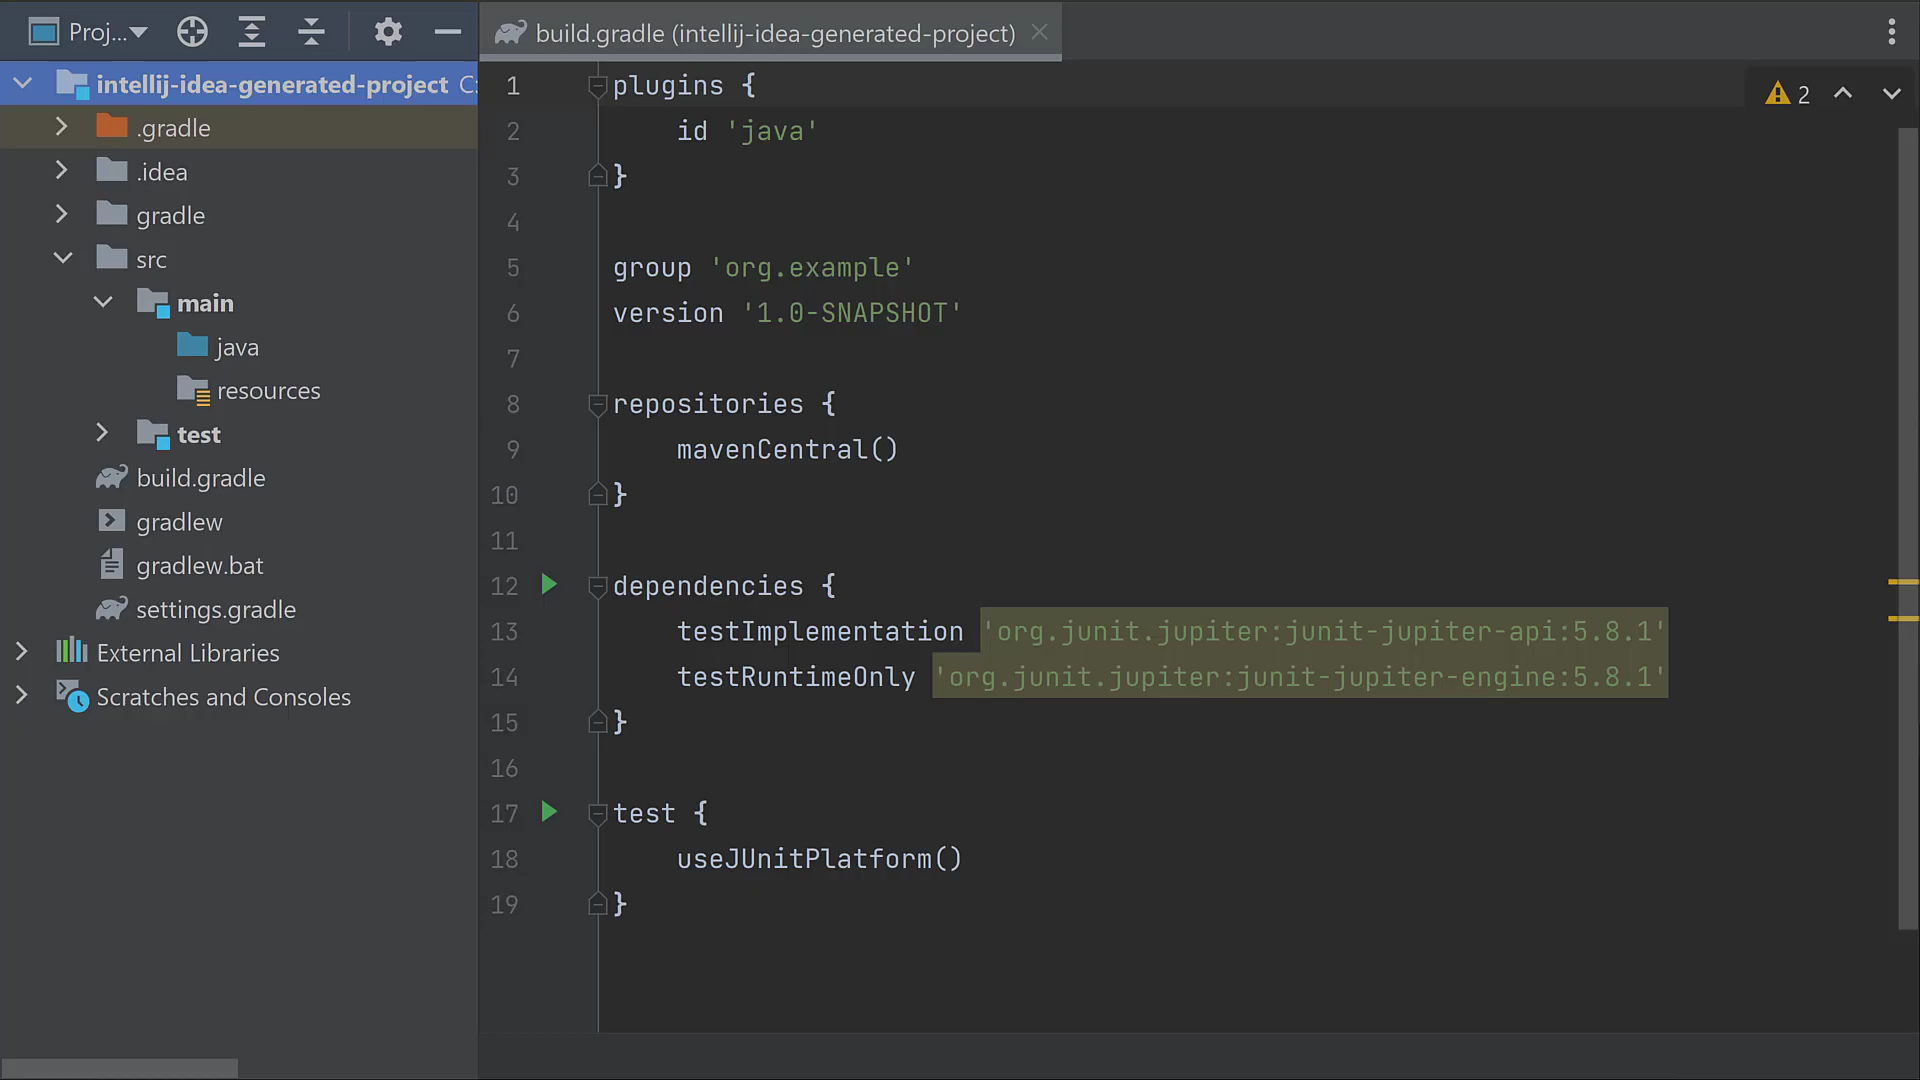 Proj...
intellij-idea-generated-project C:
.gradle
.idea
gradle
src
main
java
resources
test
build.gradle
gradlew
gradlew.bat
settings.gradle
External Libraries
Scratches and Consoles
build.gradle (intellij-idea-generated-project)
2
1 plugins {
2     id 'java'
3 }
4
5 group 'org.example'
6 version '1.0-SNAPSHOT'
7
8 repositories {
9     mavenCentral()
10 }
11
12 dependencies {
13     testImplementation 'org.junit.jupiter:junit-jupiter-api:5.8.1'
14     testRuntimeOnly 'org.junit.jupiter:junit-jupiter-engine:5.8.1'
15 }
16
17 test {
18     useJUnitPlatform()
19 }